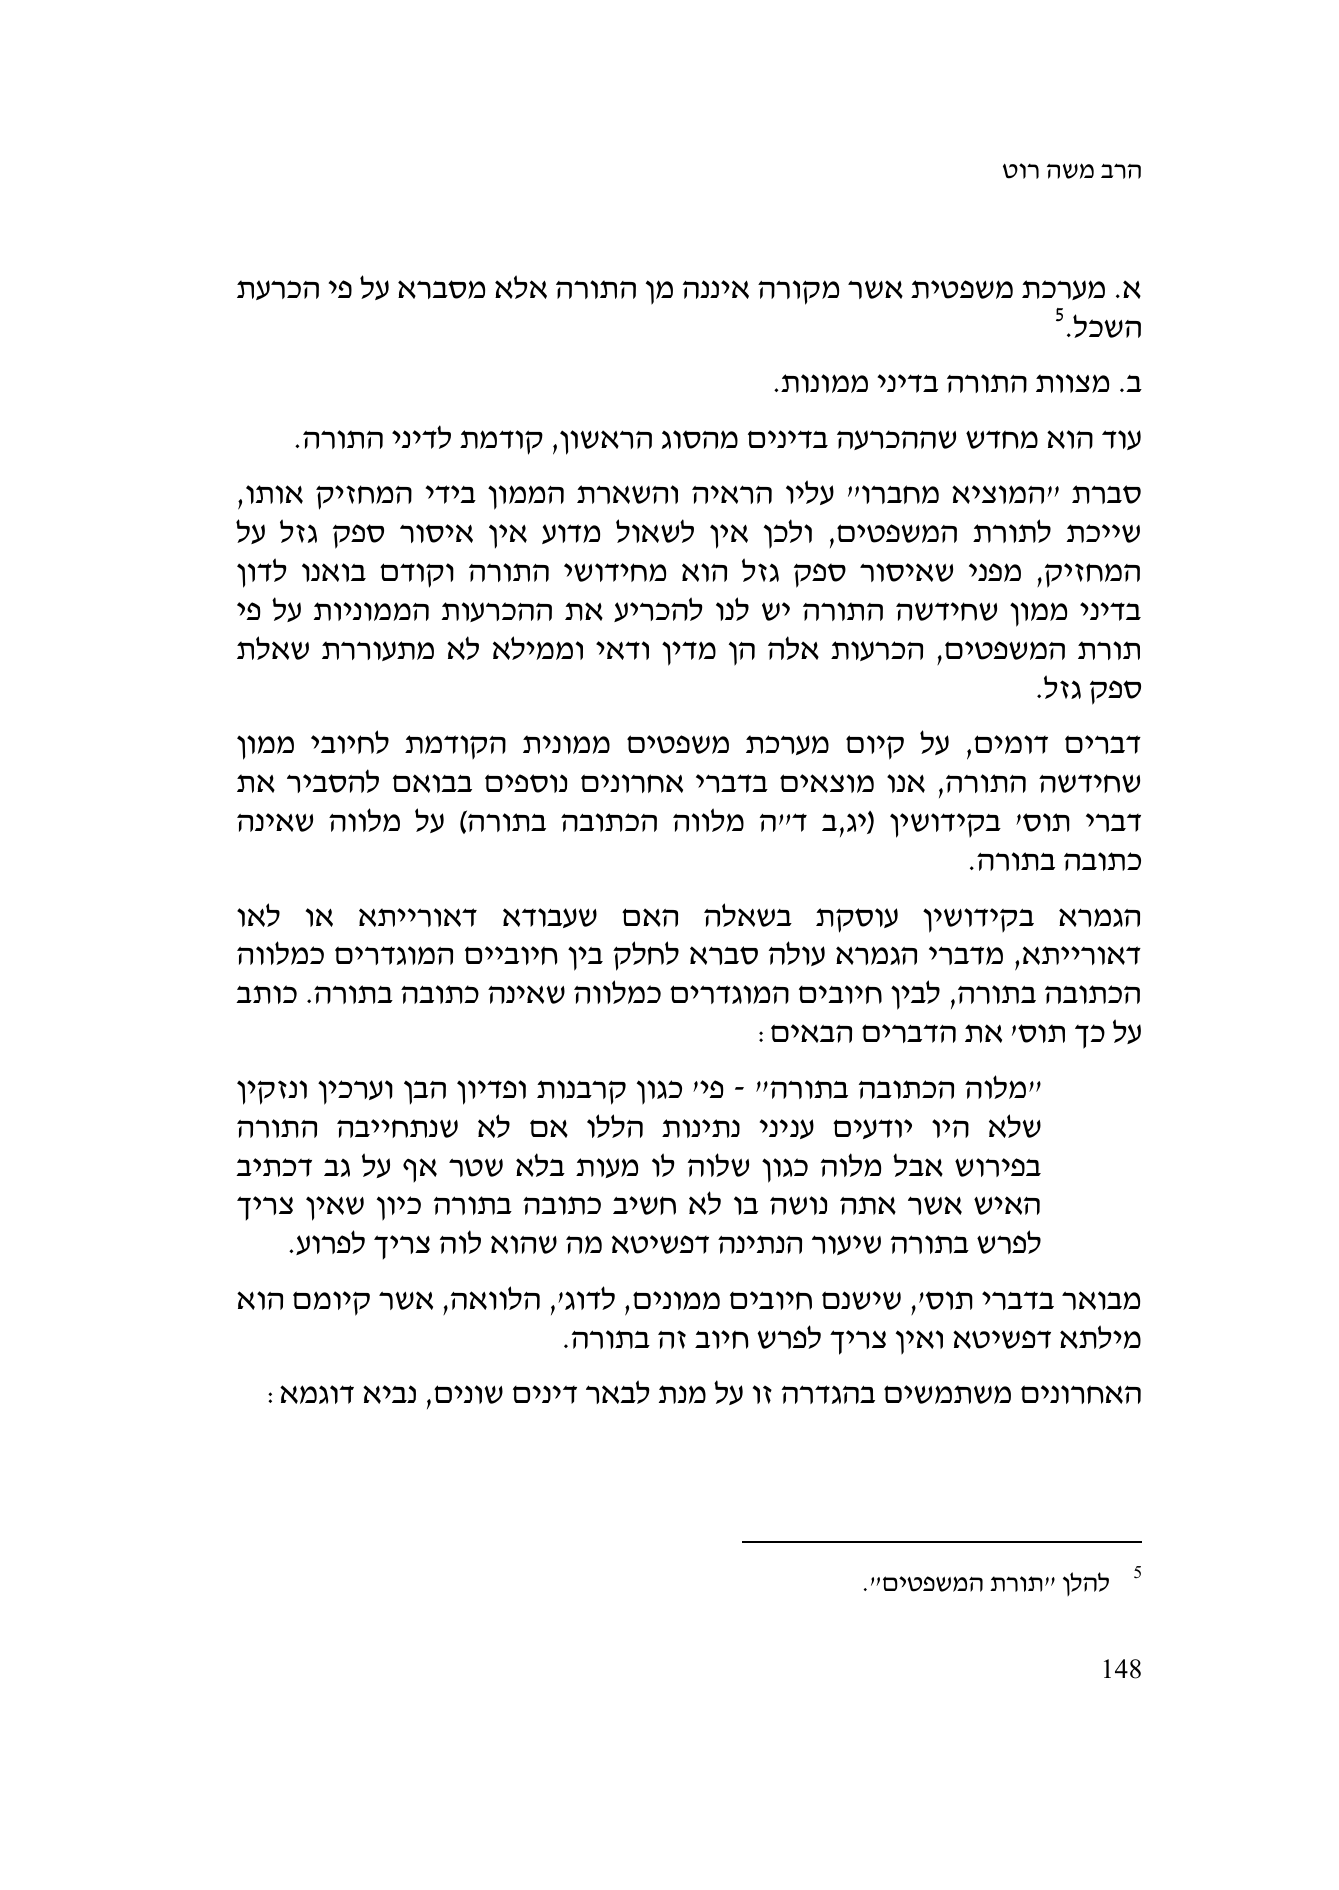 הרב משה רוט
א. מערכת משפטית אשר מקורה איננה מן התורה אלא מסברא על פי הכרעת
השכל.5
ב. מצוות התורה בדיני ממונות.
עוד הוא מחדש שההכרעה בדינים מהסוג הראשון, קודמת לדיני התורה.
סברת "המוציא מחברו" עליו הראיה והשארת הממון בידי המחזיק אותו,
שייכת לתורת המשפטים, ולכן אין לשאול מדוע אין איסור ספק גזל על
המחזיק, מפני שאיסור ספק גזל הוא מחידושי התורה וקודם בואנו לדון
בדיני ממון שחידשה התורה יש לנו להכריע את ההכרעות הממוניות על פי
תורת המשפטים, הכרעות אלה הן מדין ודאי וממילא לא מתעוררת שאלת
ספק גזל.
דברים דומים, על קיום מערכת משפטים ממונית הקודמת לחיובי ממון
שחידשה התורה, אנו מוצאים בדברי אחרונים נוספים בבואם להסביר את
דברי תוס' בקידושין (יג,ב ד"ה מלווה הכתובה בתורה) על מלווה שאינה
כתובה בתורה.
הגמרא בקידושין עוסקת בשאלה האם שעבודא דאורייתא או לאו
דאורייתא, מדברי הגמרא עולה סברא לחלק בין חיוביים המוגדרים כמלווה
הכתובה בתורה, לבין חיובים המוגדרים כמלווה שאינה כתובה בתורה. כותב
על כך תוס' את הדברים הבאים:
"מלוה הכתובה בתורה" - פי' כגון קרבנות ופדיון הבן וערכין ונזקין
שלא היו יודעים עניני נתינות הללו אם לא שנתחייבה התורה
בפירוש אבל מלוה כגון שלוה לו מעות בלא שטר אף על גב דכתיב
האיש אשר אתה נושה בו לא חשיב כתובה בתורה כיון שאין צריך
לפרש בתורה שיעור הנתינה דפשיטא מה שהוא לוה צריך לפרוע.
מבואר בדברי תוס', שישנם חיובים ממונים, לדוג', הלוואה, אשר קיומם הוא
מילתא דפשיטא ואין צריך לפרש חיוב זה בתורה.
האחרונים משתמשים בהגדרה זו על מנת לבאר דינים שונים, נביא דוגמא:
5 להלן "תורת המשפטים".
148